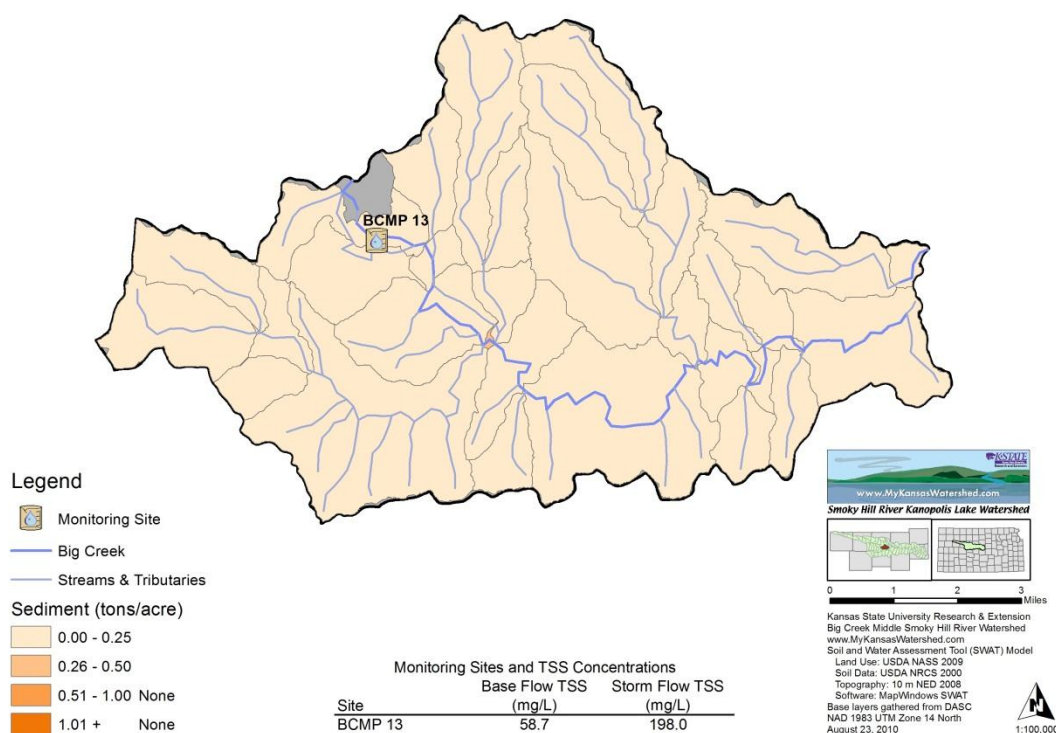 BCMP 13
Legend
Monitoring Site
Big Creek
Streams & Tributaries
Sediment (tons/acre)
0.00 - 0.25
0.26 - 0.50
0.51 - 1.00 None
1.01 + None
Monitoring Sites and TSS Concentrations
Base Flow TSS Storm Flow TSS
Site (mg/L) (mg/L)
BCMP 13 58.7 198.0
K-STATE
www.MyKansasWatershed.com
Smoky Hill River Kanopolis Lake Watershed
0 1 2 3
Miles
Kansas State University Research & Extension
Big Creek Middle Smoky Hill River Watershed
www.MyKansasWatershed.com
Soil and Water Assessment Tool (SWAT) Model
Land Use: USDA NASS 2009
Soil Data: USDA NRCS 2000
Topography: 10 m NED 2008
Software: MapWindows SWAT
Base layers gathered from DASC
NAD 1983 UTM Zone 14 North
August 23, 2010
N
1:100,000